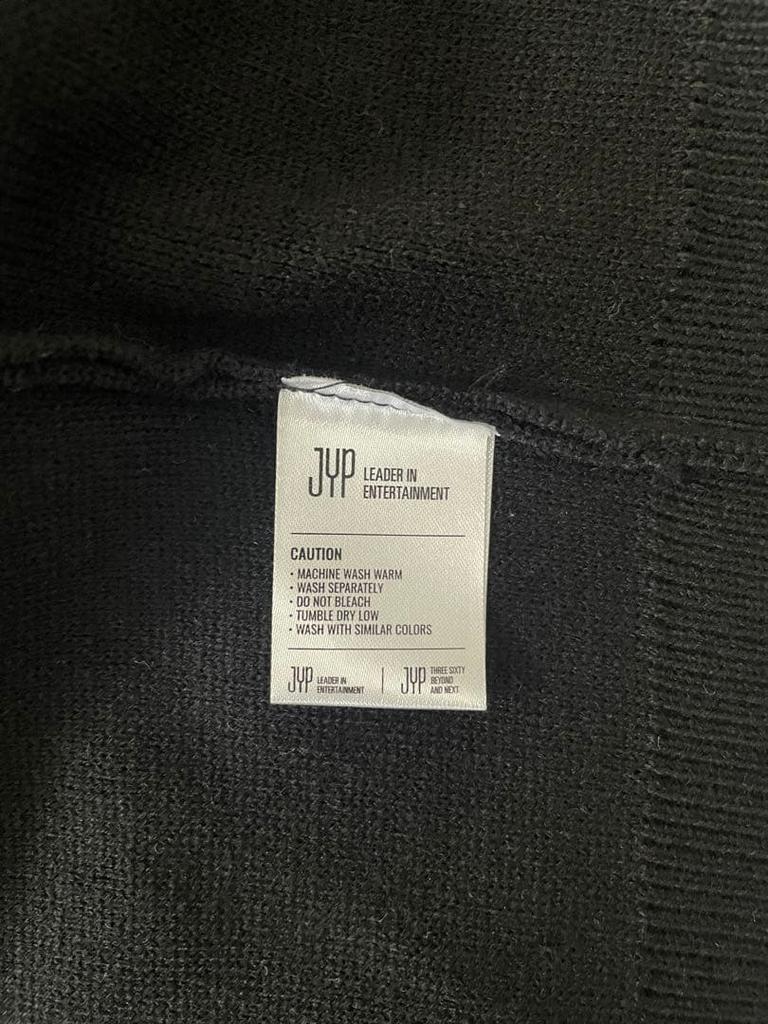 JYP LEADER IN
ENTERTAINMENT
CAUTION
• MACHINE WASH WARM
• WASH SEPARATELY
• DO NOT BLEACH
• TUMBLE DRY LOW
• WASH WITH SIMILAR COLORS
JYP LEADER IN
ENTERTAINMENT
JYP THREE SIXTY
BEYOND
AND NEXT